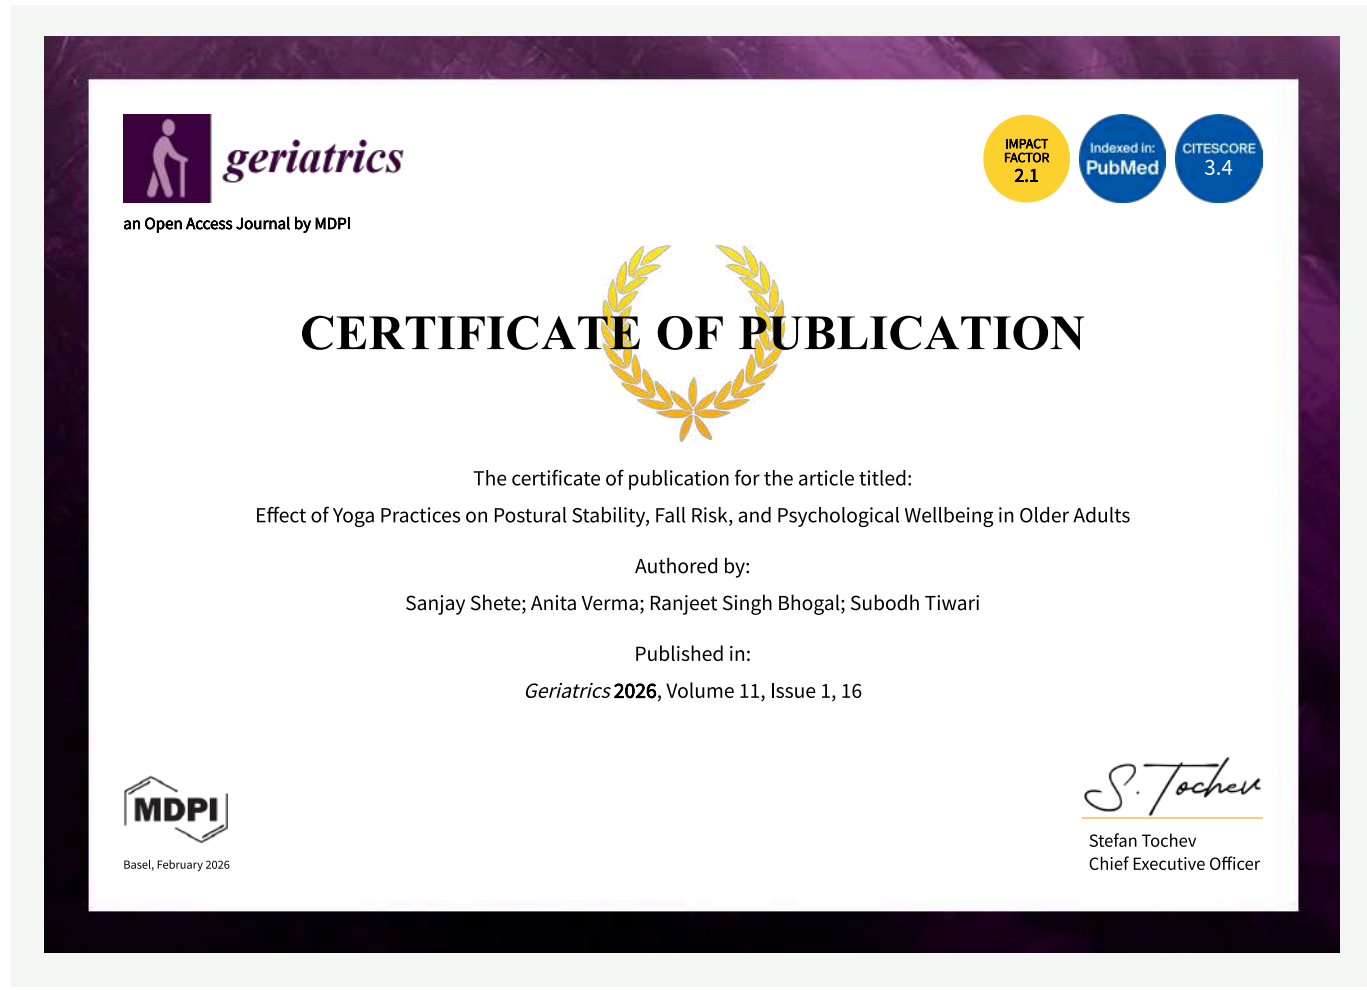 geriatrics
an Open Access Journal by MDPI
IMPACT
FACTOR
2.1
Indexed in:
PubMed
CITESCORE
3.4
CERTIFICATE OF PUBLICATION
The certificate of publication for the article titled:
Effect of Yoga Practices on Postural Stability, Fall Risk, and Psychological Wellbeing in Older Adults
Authored by:
Sanjay Shete; Anita Verma; Ranjeet Singh Bhogal; Subodh Tiwari
Published in:
Geriatrics 2026, Volume 11, Issue 1, 16
MDPI
Basel, February 2026
S. Tochev
Stefan Tochev
Chief Executive Officer